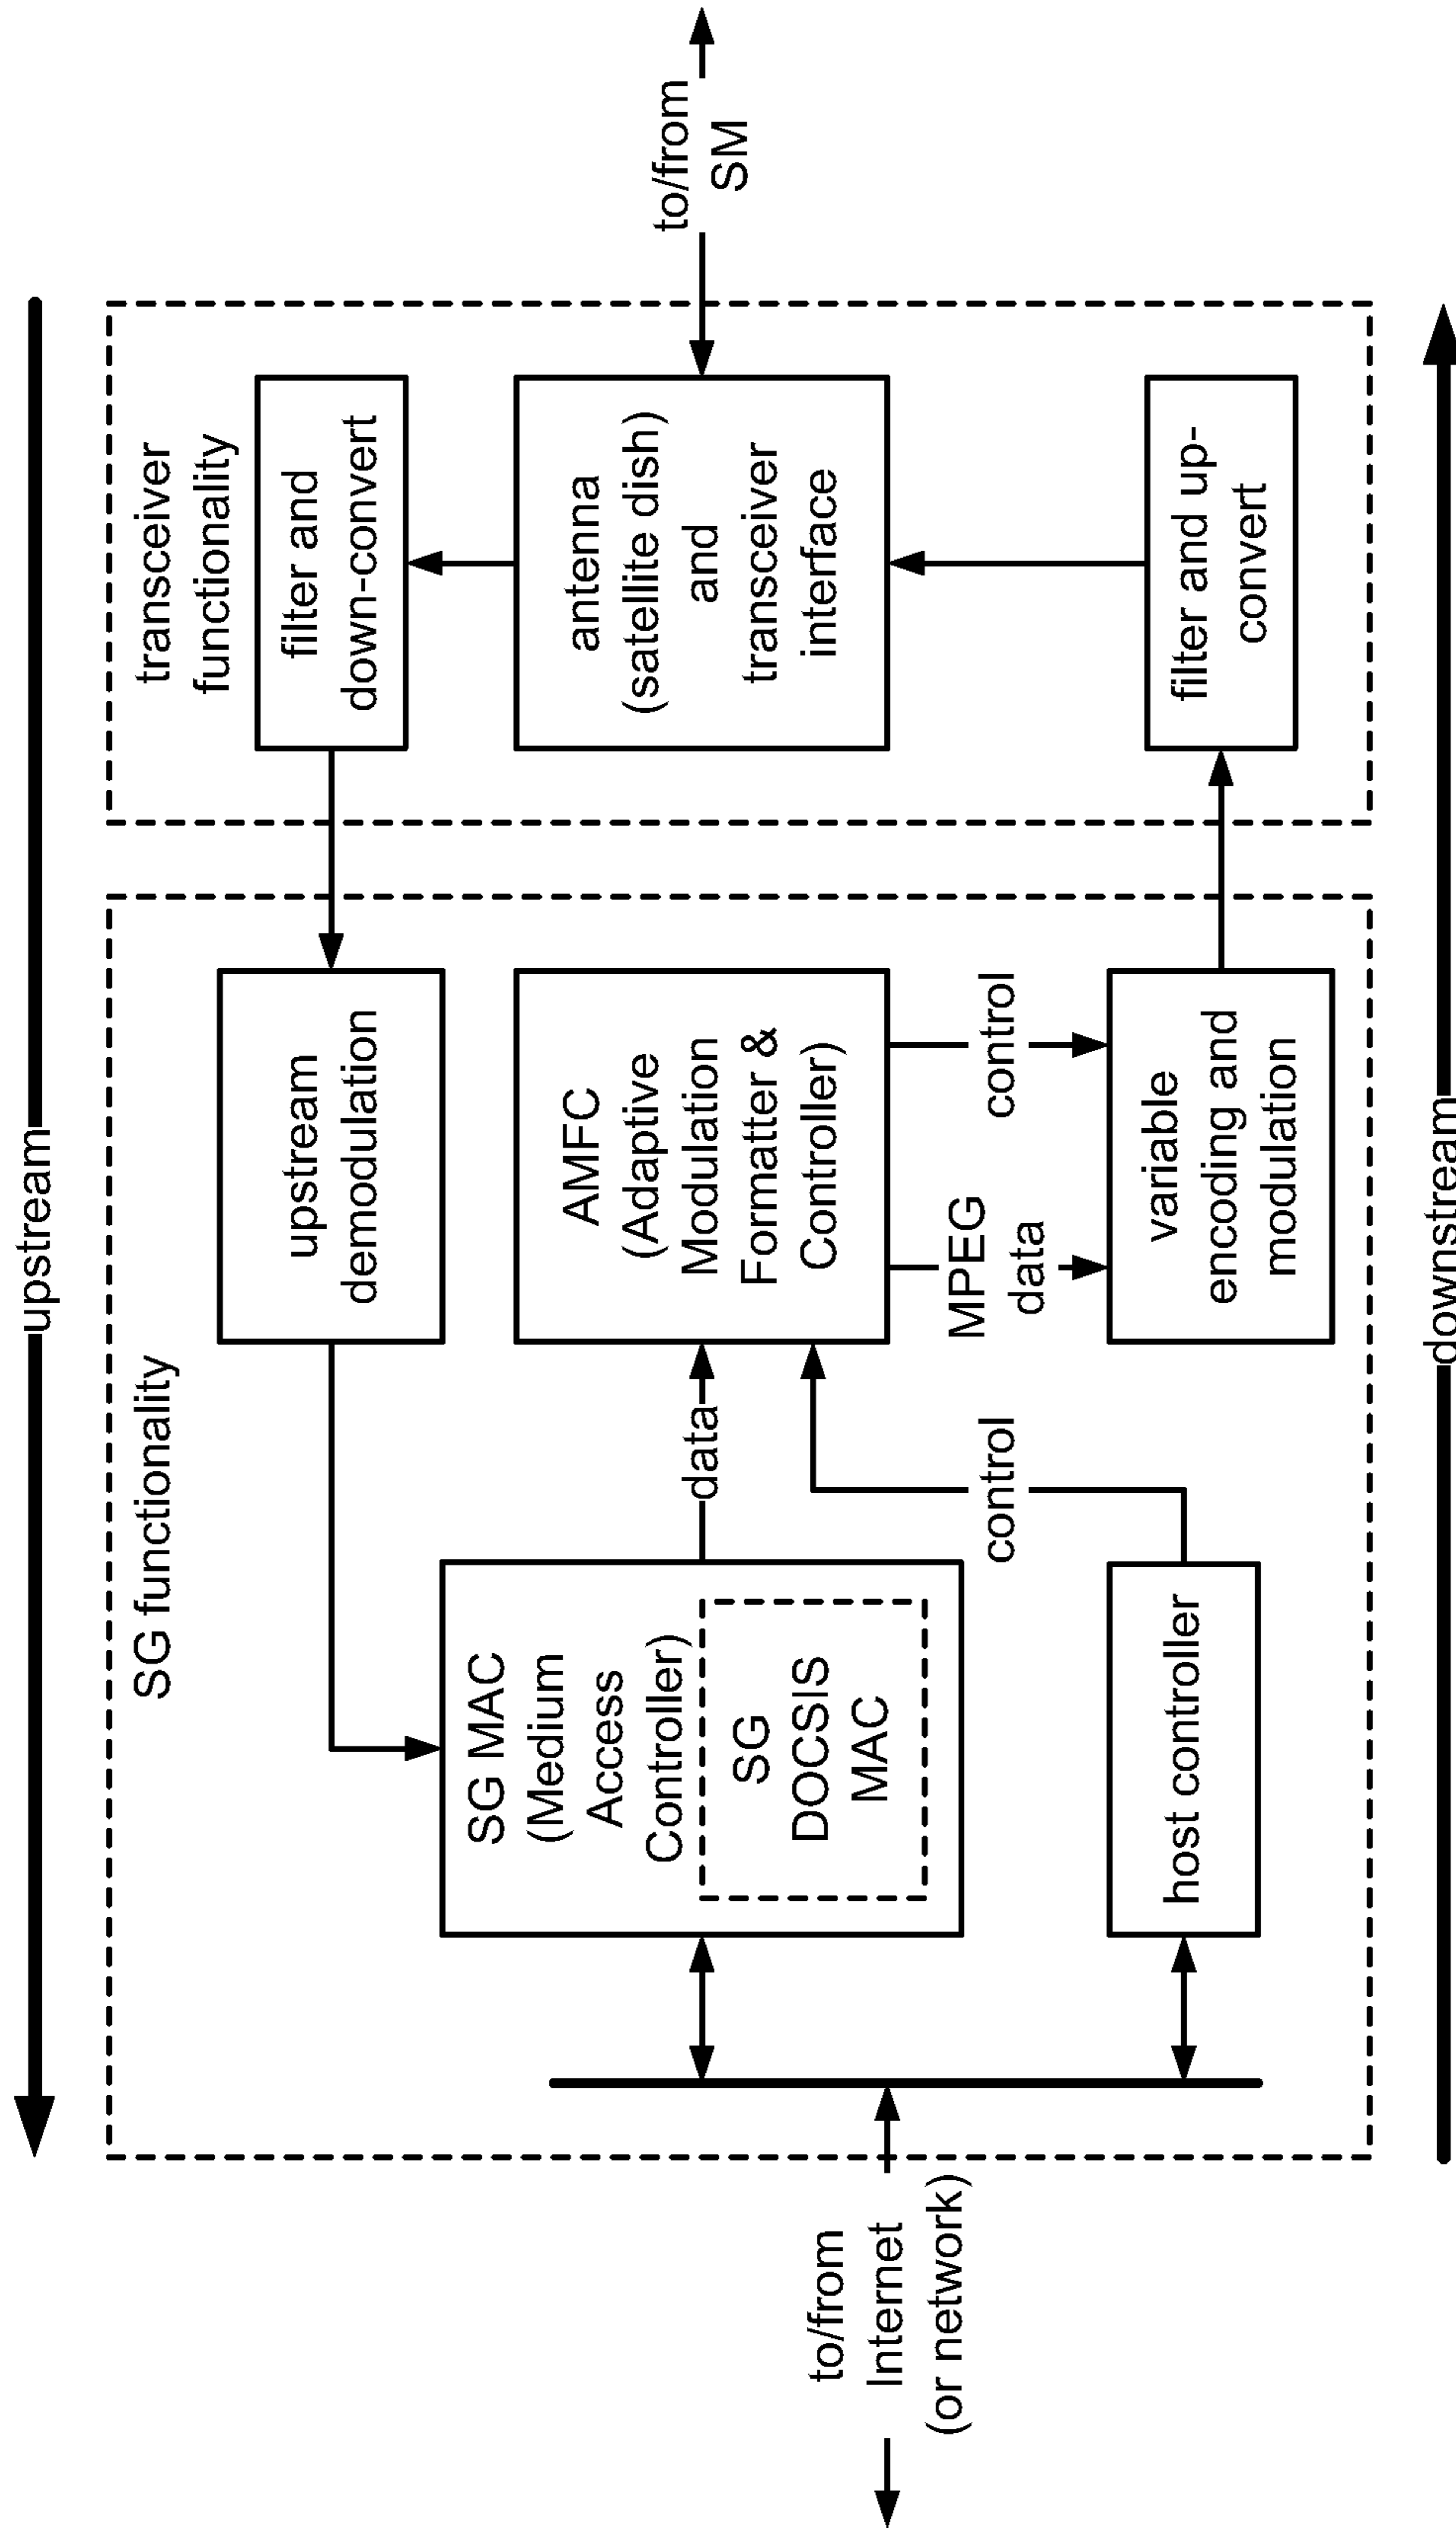 upstream
SG functionality
transceiver
functionality
upstream
demodulation
filter and
down-convert
SG MAC
(Medium
Access
Controller)
SG
DOCSIS
MAC
data
AMFC
(Adaptive
Modulation
Formatter &
Controller)
antenna
(satellite dish)
and
transceiver
interface
to/from
SM
to/from
Internet
(or network)
control
MPEG
data
control
host controller
variable
encoding and
modulation
filter and up-
convert
downstream